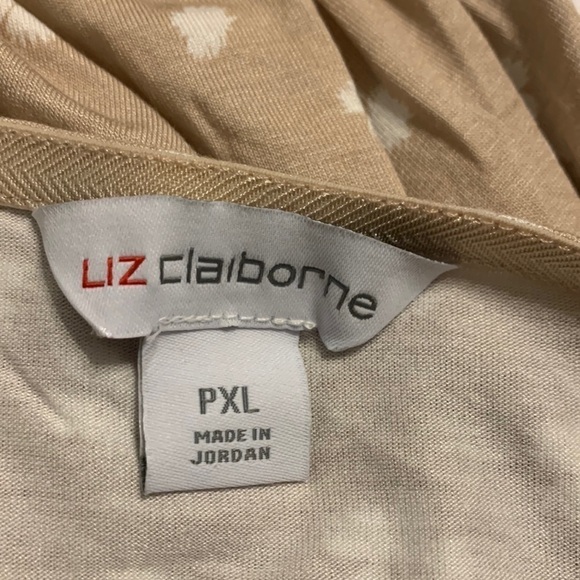 LIZ claiborne
PXL
MADE IN
JORDAN